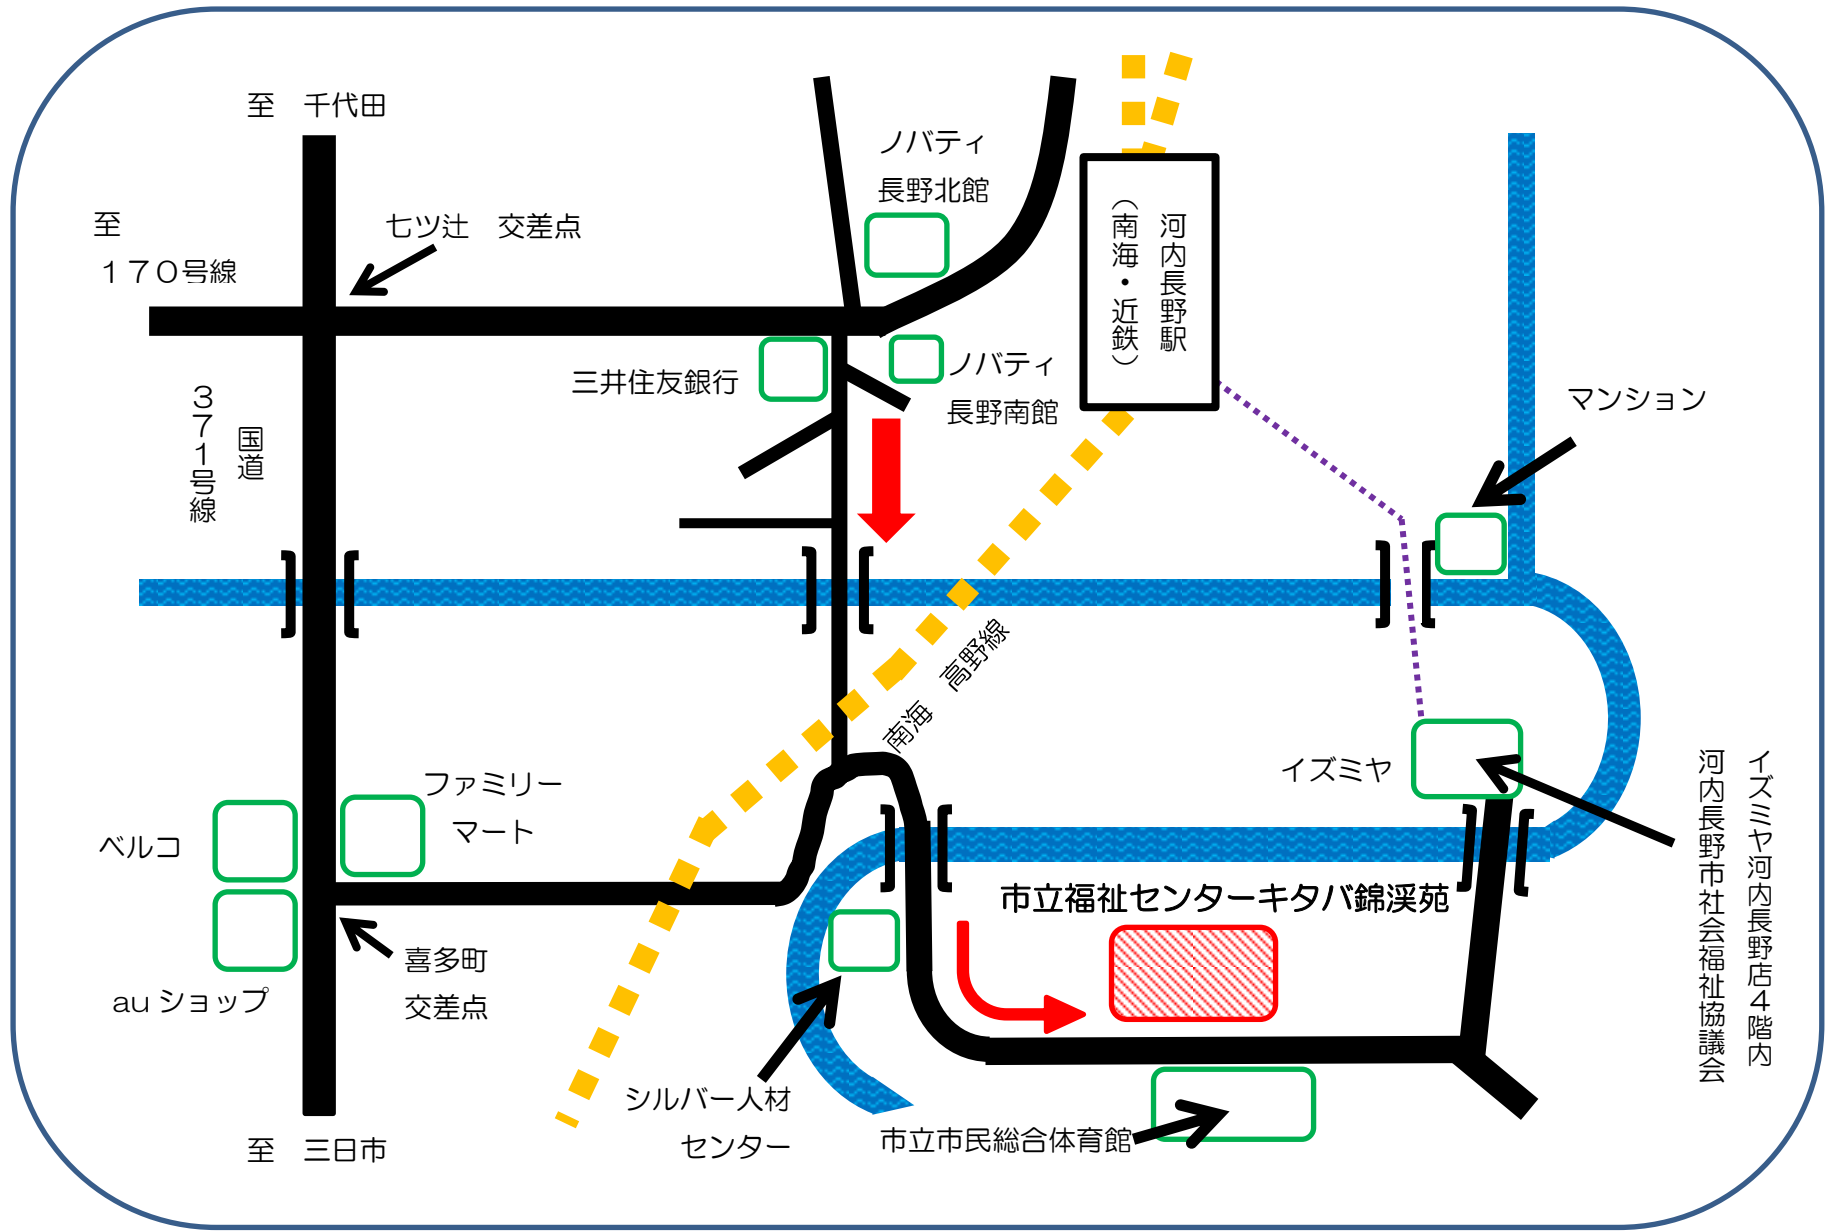 至　千代田
ノバティ
長野北館
至
１７０号線
七ツ辻　交差点
河内長野駅
（南海・近鉄）
三井住友銀行
ノバティ
長野南館
マンション
国道
３７１号線
南海　高野線
イズミヤ
イズミヤ河内長野店４階内
河内長野市社会福祉協議会
ファミリー
マート
ベルコ
市立福祉センターキタバ錦渓苑
喜多町
交差点
au ショップ
シルバー人材
センター
市立市民総合体育館
至　三日市